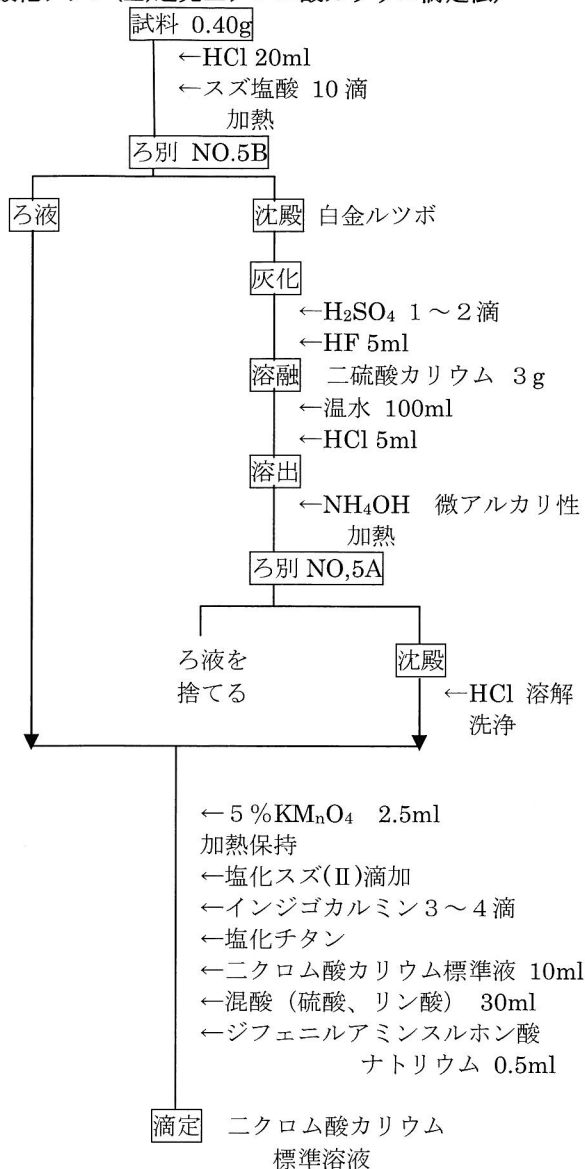 試料 0.40g
←HCl 20ml
←スズ塩酸 10滴
加熱
ろ別 NO.5B
ろ液
沈殿 白金ルツボ
灰化
←H₂SO₄ 1～2滴
←HF 5ml
溶融 二硫酸カリウム 3g
←温水 100ml
←HCl 5ml
溶出
←NH₄OH 微アルカリ性
加熱
ろ別 NO,5A
ろ液を
捨てる
沈殿
←HCl 溶解
洗浄
←5%KMₙO₄ 2.5ml
加熱保持
←塩化スズ(Ⅱ)滴加
←インジゴカルミン3～4滴
←塩化チタン
←二クロム酸カリウム標準液 10ml
←混酸（硫酸、リン酸） 30ml
←ジフェニルアミンスルホン酸
ナトリウム 0.5ml
滴定 二クロム酸カリウム
標準溶液